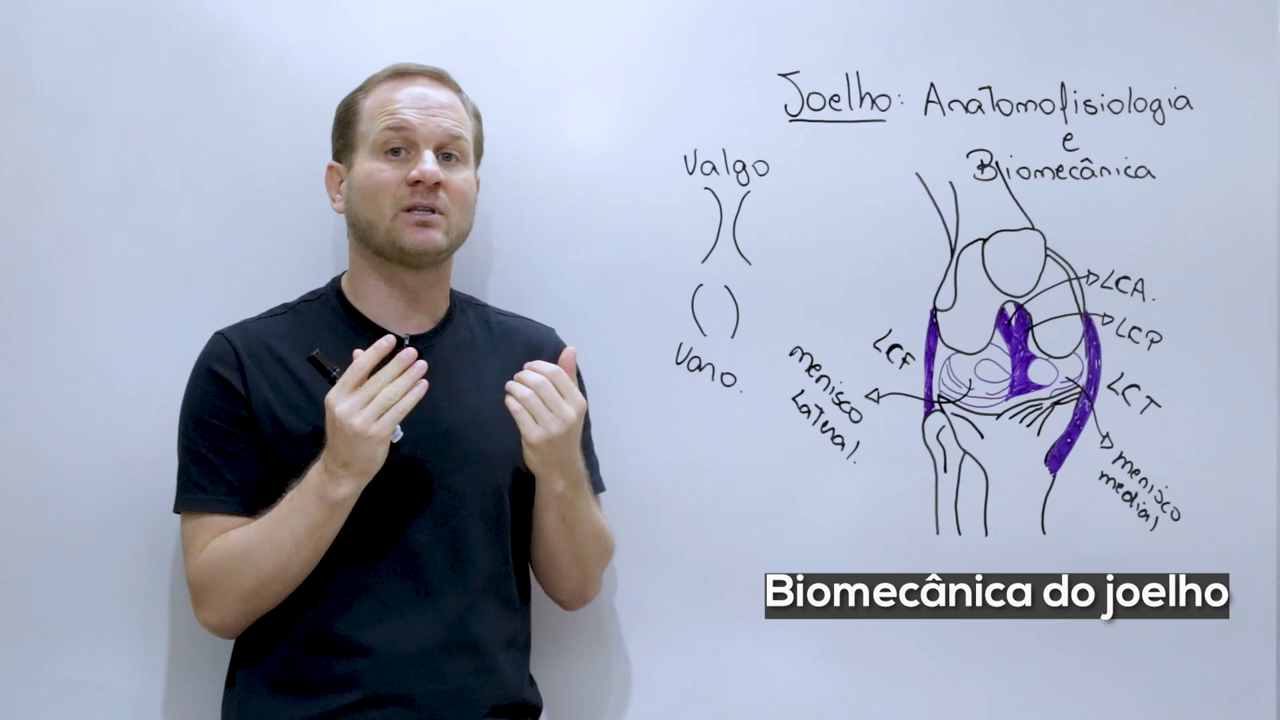 Joelho: Anatomofisiologia
e
Biomecânica
Valgo
Varo.
LCA.
LCP
LCF
LCT
menisco
Lateral.
menisco
medial
Biomecânica do joelho